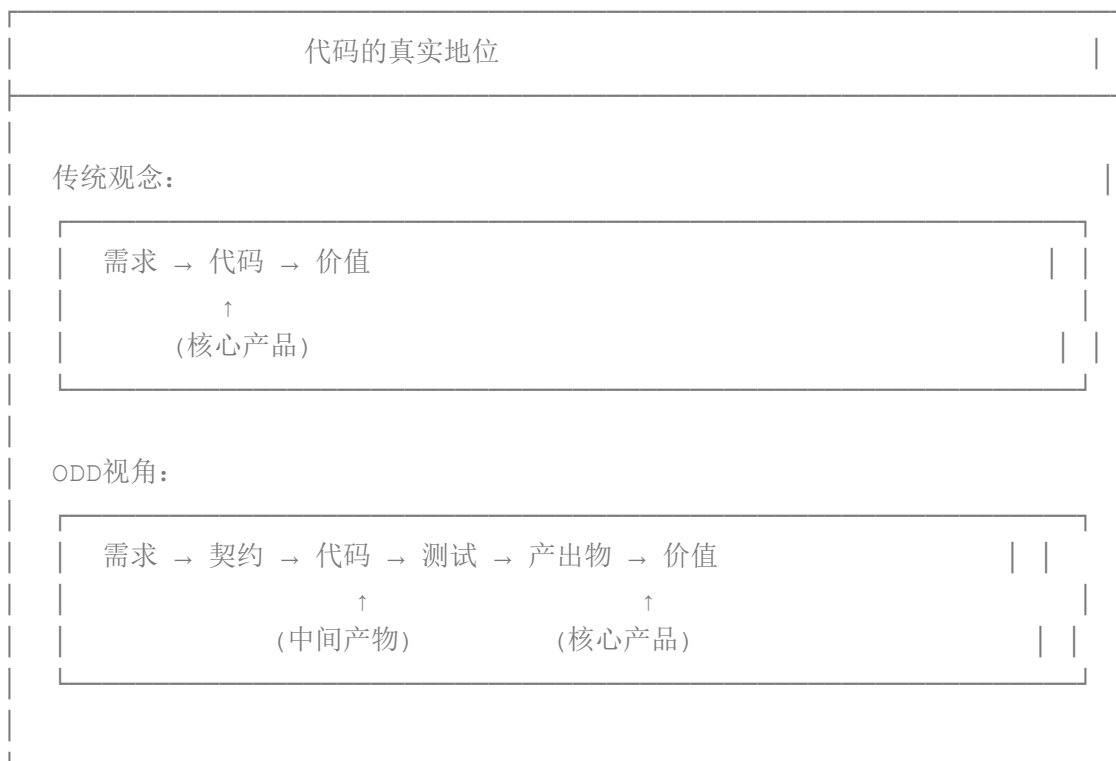 代码的真实地位
传统观念：
需求 → 代码 → 价值
↑
(核心产品)
ODD视角：
需求 → 契约 → 代码 → 测试 → 产出物 → 价值
↑ ↑
(中间产物) (核心产品)